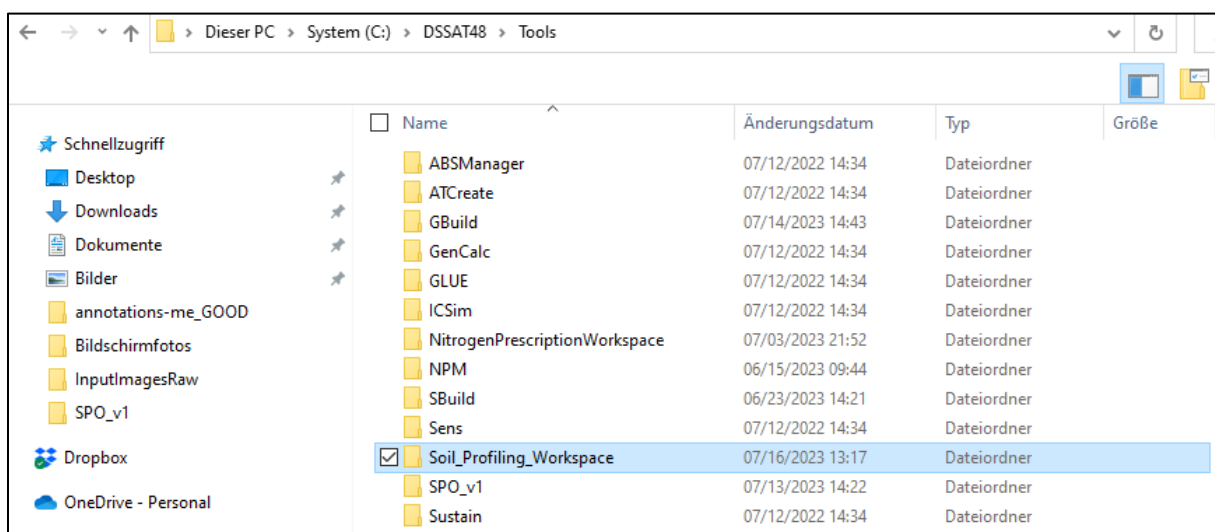 Dieser PC > System (C:) > DSSAT48 > Tools
Name Änderungsdatum Typ Größe
Schnellzugriff
Desktop
Downloads
Dokumente
Bilder
annotations-me_GOOD
Bildschirmfotos
InputImagesRaw
SPO_v1
Dropbox
OneDrive - Personal
ABSManager 07/12/2022 14:34 Dateiordner
ATCreate 07/12/2022 14:34 Dateiordner
GBuild 07/14/2023 14:43 Dateiordner
GenCalc 07/12/2022 14:34 Dateiordner
GLUE 07/12/2022 14:34 Dateiordner
ICSim 07/12/2022 14:34 Dateiordner
NitrogenPrescriptionWorkspace 07/03/2023 21:52 Dateiordner
NPM 06/15/2023 09:44 Dateiordner
SBuild 06/23/2023 14:21 Dateiordner
Sens 07/12/2022 14:34 Dateiordner
Soil_Profiling_Workspace 07/16/2023 13:17 Dateiordner
SPO_v1 07/13/2023 14:22 Dateiordner
Sustain 07/12/2022 14:34 Dateiordner